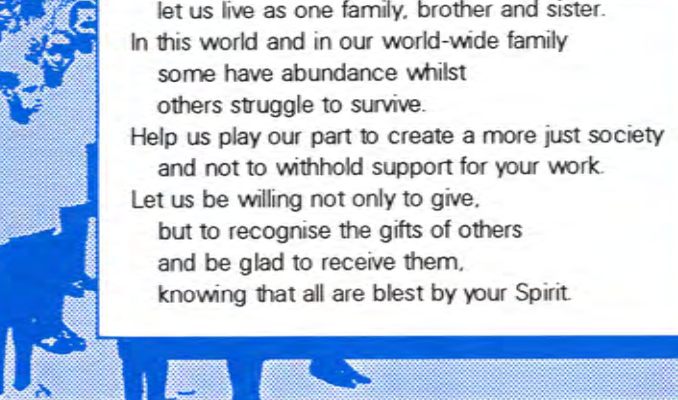 let us live as one family, brother and sister.
In this world and in our world-wide family
some have abundance whilst
others struggle to survive.
Help us play our part to create a more just society
and not to withhold support for your work.
Let us be willing not only to give,
but to recognise the gifts of others
and be glad to receive them,
knowing that all are blest by your Spirit.